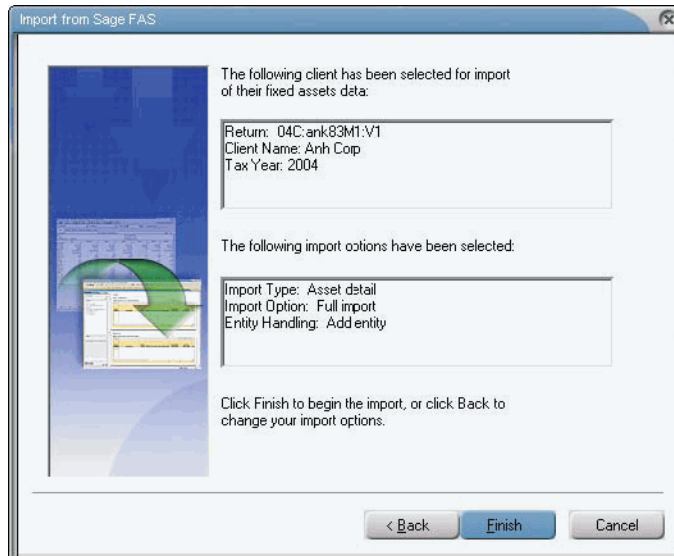 Import from Sage FAS
The following client has been selected for import
of their fixed assets data:
Return: 04C:ank83M1:V1
Client Name: Anh Corp
Tax Year: 2004
The following import options have been selected:
Import Type: Asset detail
Import Option: Full import
Entity Handling: Add entity
Click Finish to begin the import, or click Back to
change your import options.
< Back
Finish
Cancel